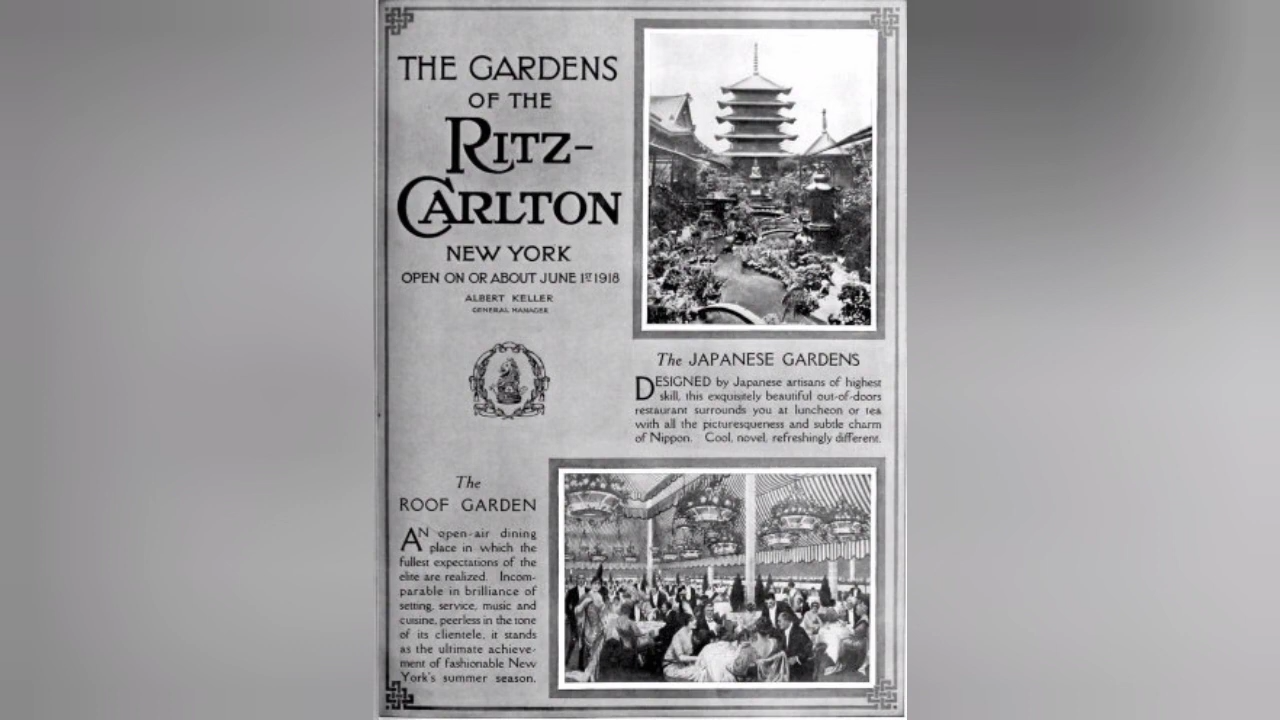 THE GARDENS
OF THE
RITZ-
CARLTON
NEW YORK
OPEN ON OR ABOUT JUNE 1ST 1918
ALBERT KELLER
GENERAL MANAGER
The JAPANESE GARDENS
DESIGNED by Japanese artisans of highest
skill, this exquisitely beautiful out-of-doors
restaurant surrounds you at luncheon or tea
with all the picturesqueness and subtle charm
of Nippon. Cool, novel, refreshingly different.
The
ROOF GARDEN
AN open-air dining
place in which the
fullest expectations of the
elite are realized. Incom-
parable in brilliance of
setting, service, music and
cuisine, peerless in the tone
of its clientele, it stands
as the ultimate achieve-
ment of fashionable New
York's summer season.